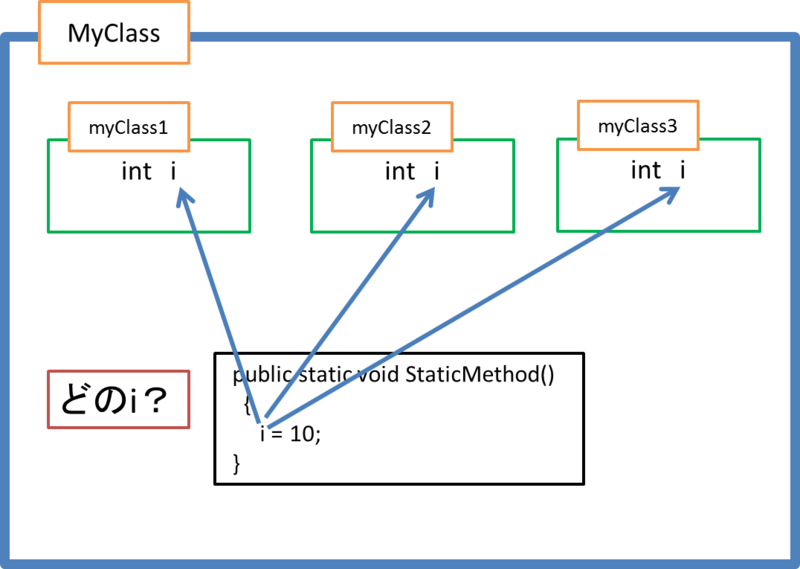 MyClass
myClass1
myClass2
myClass3
int i
int i
int i
どのi？
public static void StaticMethod()
{
i = 10;
}